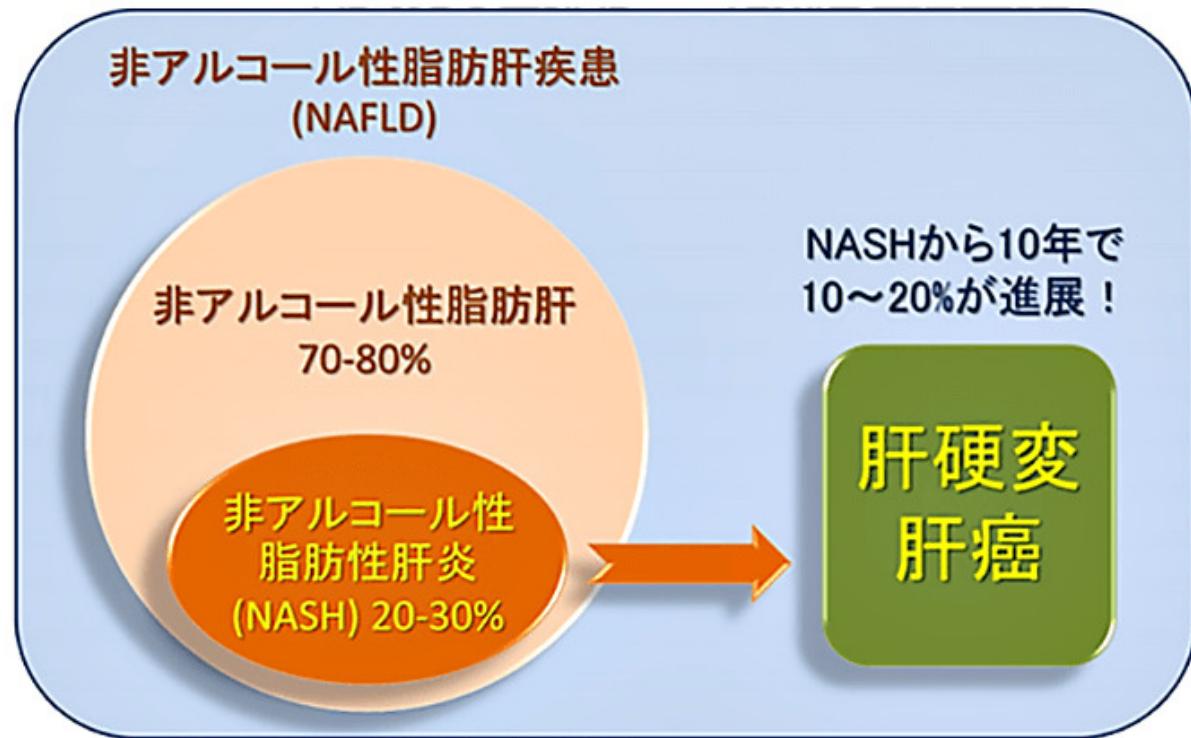 非アルコール性脂肪肝疾患
(NAFLD)
非アルコール性脂肪肝
70-80%
非アルコール性
脂肪性肝炎
(NASH) 20-30%
NASHから10年で
10～20%が進展！
肝硬変
肝癌